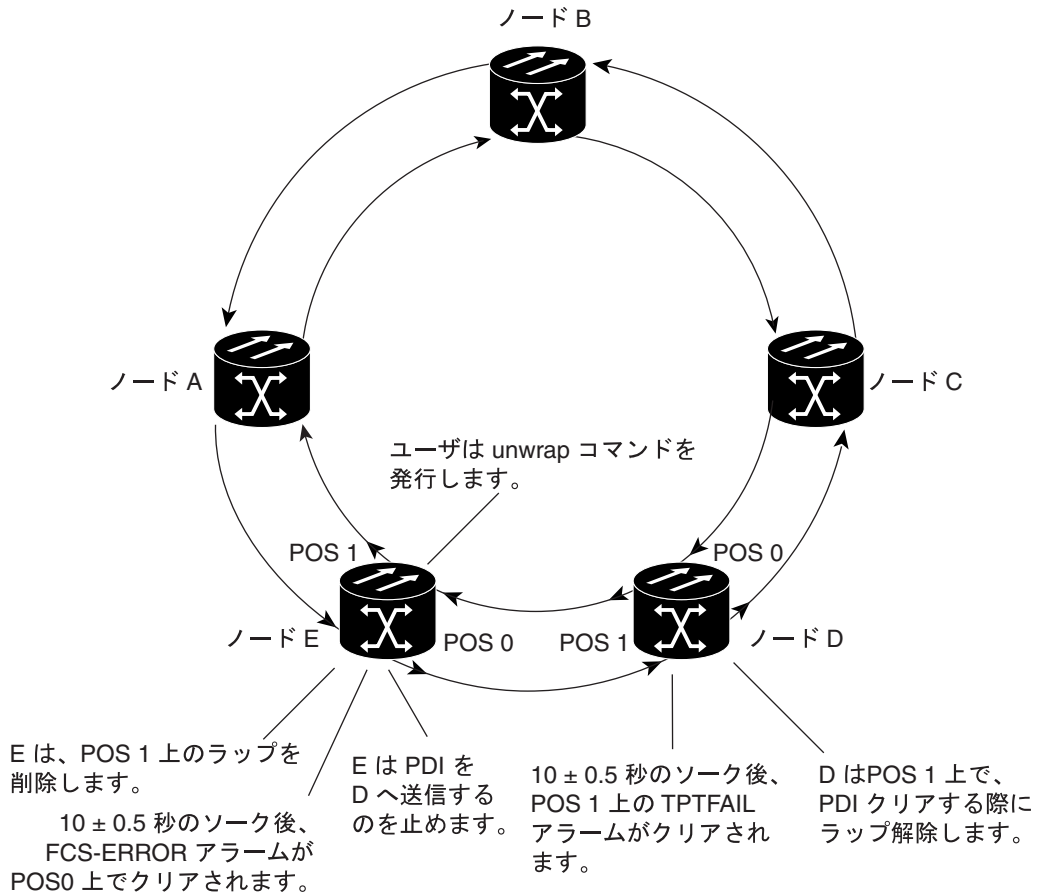 ノード B
ノード A
ノード C
ユーザは unwrap コマンドを
発行します。
POS 1
POS 0
ノード E
POS 0
POS 1
ノード D
E は、POS 1 上のラップを
削除します。
10 ± 0.5 秒のソーク後、
FCS-ERROR アラームが
POS0 上でクリアされます。
E は PDI を
D へ送信する
のを止めます。
10 ± 0.5 秒のソーク後、
POS 1 上の TPTFAIL
アラームがクリアされ
ます。
D はPOS 1 上で、
PDI クリアする際に
ラップ解除します。